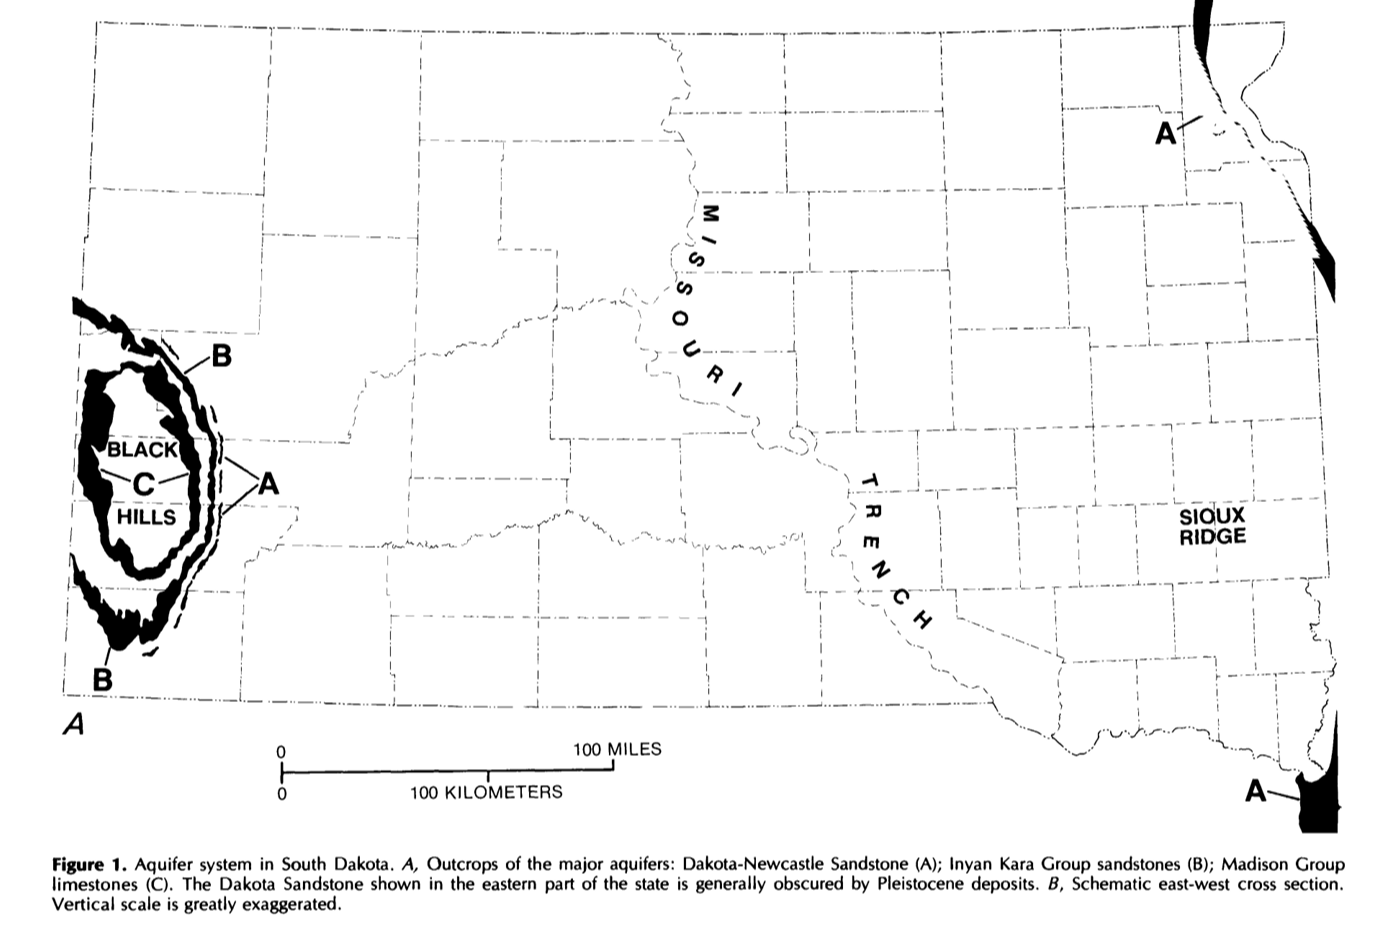 A
MISSOURI
B
BLACK
C
A
HILLS
TRENCH
SIOUX
RIDGE
B
A
0 100 MILES
0 100 KILOMETERS
A
Figure 1. Aquifer system in South Dakota. A, Outcrops of the major aquifers: Dakota-Newcastle Sandstone (A); Inyan Kara Group sandstones (B); Madison Group
limestones (C). The Dakota Sandstone shown in the eastern part of the state is generally obscured by Pleistocene deposits. B, Schematic east-west cross section.
Vertical scale is greatly exaggerated.